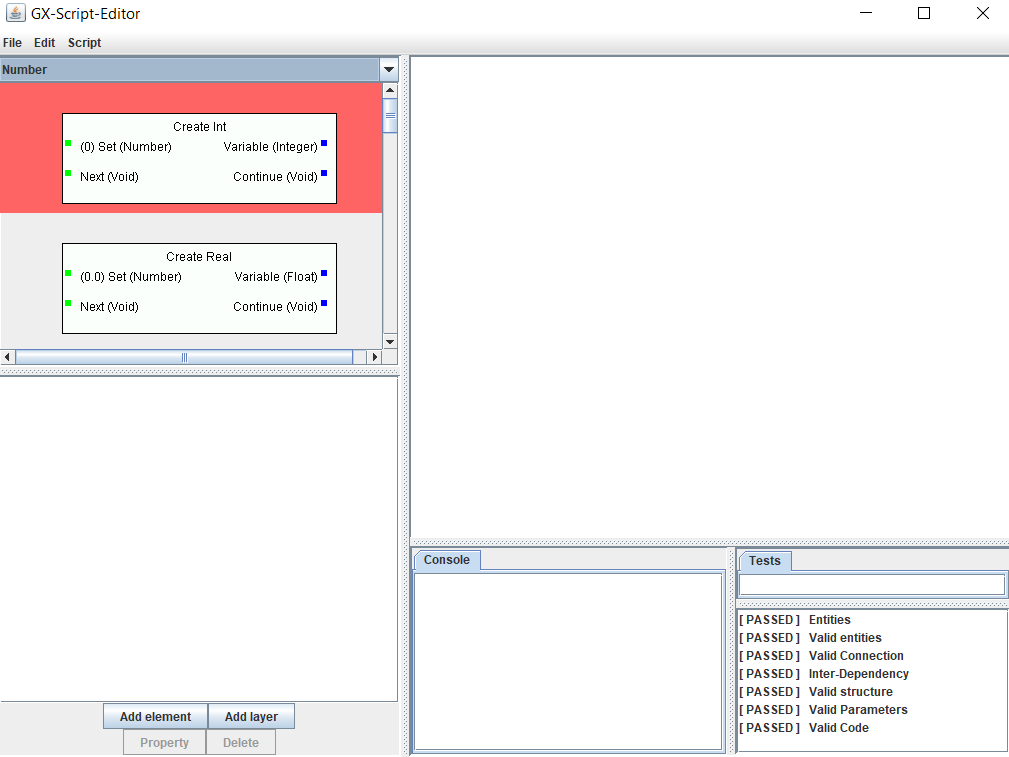 GX-Script-Editor
File Edit Script
Number
Create Int
(0) Set (Number) Variable (Integer)
Next (Void) Continue (Void)
Create Real
(0.0) Set (Number) Variable (Float)
Next (Void) Continue (Void)
Add element Add layer
Property Delete
Console
Tests
[ PASSED ] Entities
[ PASSED ] Valid entities
[ PASSED ] Valid Connection
[ PASSED ] Inter-Dependency
[ PASSED ] Valid structure
[ PASSED ] Valid Parameters
[ PASSED ] Valid Code